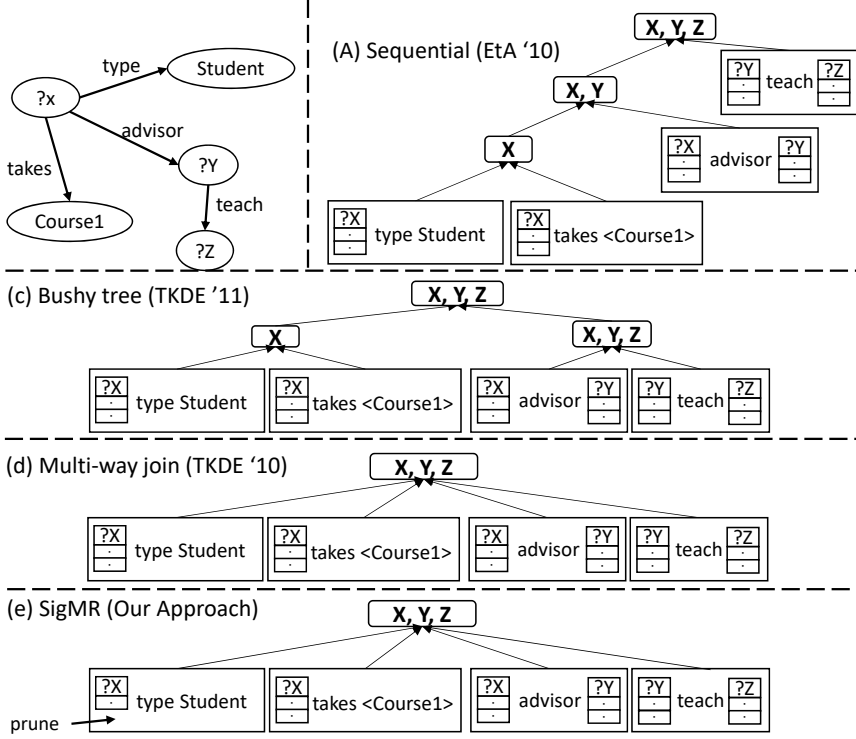 type
Student
?x
advisor
takes
?Y
teach
Course1
?Z
(A) Sequential (EtA ‘10)
X, Y, Z
?Y teach ?Z
X, Y
?X advisor ?Y
X
?X type Student
?X takes <Course1>
(c) Bushy tree (TKDE ’11)
X, Y, Z
X
X, Y, Z
?X type Student
?X takes <Course1>
?X advisor ?Y
?Y teach ?Z
(d) Multi-way join (TKDE ‘10)
X, Y, Z
?X type Student
?X takes <Course1>
?X advisor ?Y
?Y teach ?Z
(e) SigMR (Our Approach)
X, Y, Z
?X type Student
?X takes <Course1>
?X advisor ?Y
?Y teach ?Z
prune